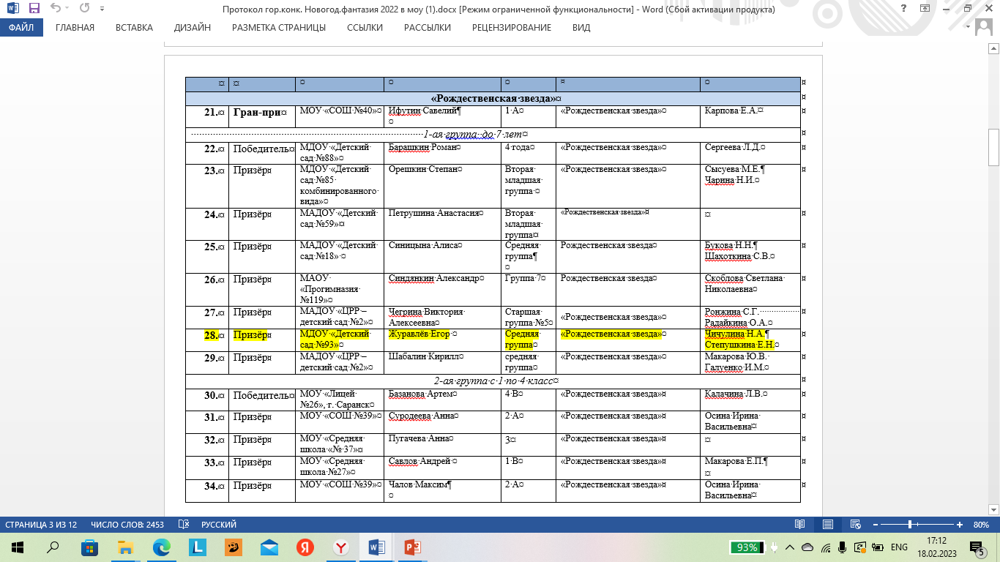 Протокол гор.конк. Новогод.фантазия 2022 в моу (1).docx [Режим ограниченной функциональности] - Word (Сбой активации продукта)
ФАЙЛ ГЛАВНАЯ ВСТАВКА ДИЗАЙН РАЗМЕТКА СТРАНИЦЫ ССЫЛКИ РАССЫЛКИ РЕЦЕНЗИРОВАНИЕ ВИД
«Рождественская звезда»
21. Гран-при МОУ «СОШ №40» Ифутин Савелий 1 А «Рождественская звезда» Карпова Е.А.
1-ая группа до 7 лет
22. Победитель МДОУ «Детский Барашкин Роман 4 года «Рождественская звезда» Сергеева Л.Д.
сад №88»
23. Призёр МДОУ «Детский Орешкин Степан Вторая «Рождественская звезда» Сысуева М.Е.
сад №85 младшая Чарина Н.И.
комбинированного группа
вида»
24. Призёр МАДОУ «Детский Петрушина Анастасия Вторая «Рождественская звезда»
сад №59» младшая
группа
25. Призёр МАДОУ «Детский Синицына Алиса Средняя Рождественская звезда Букова Н.Н.
сад №18» группа Шахоткина С.В.
26. Призёр МАОУ Синдянкин Александр Группа 7 Рождественская звезда Скоблова Светлана
«Прогимназия Николаевна
№119»
27. Призёр МАДОУ «ЦРР – Чегрина Виктория Старшая «Рождественская звезда» Ронжина С.Г.
детский сад №2» Алексеевна группа №5 Радайкина О.А.
28. Призёр МДОУ «Детский Журавлёв Егор Средняя «Рождественская звезда» Чичулина Н.А.
сад №93» группа Степушкина Е.Н.
29. Призёр МАДОУ «ЦРР – Шабалин Кирилл средняя «Рождественская звезда» Макарова Ю.В.
детский сад №2» группа Галуенко И.М.
2-ая группа с 1 по 4 класс
30. Победитель МОУ «Лицей Базанова Артем 4 В «Рождественская звезда» Калачина Л.В.
№26», г. Саранск
31. Призёр МОУ «СОШ №39» Суродеева Анна 2 А «Рождественская звезда» Осина Ирина
Васильевна
32. Призёр МОУ «Средняя Пугачева Анна 3 «Рождественская звезда»
школа «№ 37»
33. Призёр МОУ «Средняя Савлов Андрей 1 В «Рождественская звезда» Макарова Е.П.
школа №27»
34. Призёр МОУ «СОШ №39» Чалов Максим 2 А «Рождественская звезда» Осина Ирина
Васильевна
СТРАНИЦА 3 ИЗ 12 ЧИСЛО СЛОВ: 2453 РУССКИЙ 80%
93% ENG 17:12
18.02.2023 5